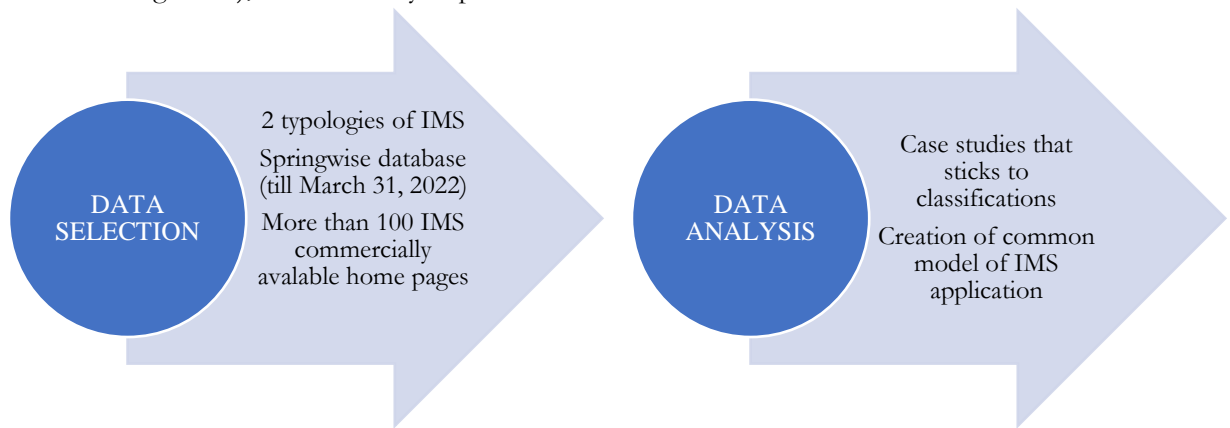 DATA
SELECTION
2 typologies of IMS
Springwise database
(till March 31, 2022)
More than 100 IMS
commercially
avalable home pages
DATA
ANALYSIS
Case studies that
sticks to
classifications
Creation of common
model of IMS
application